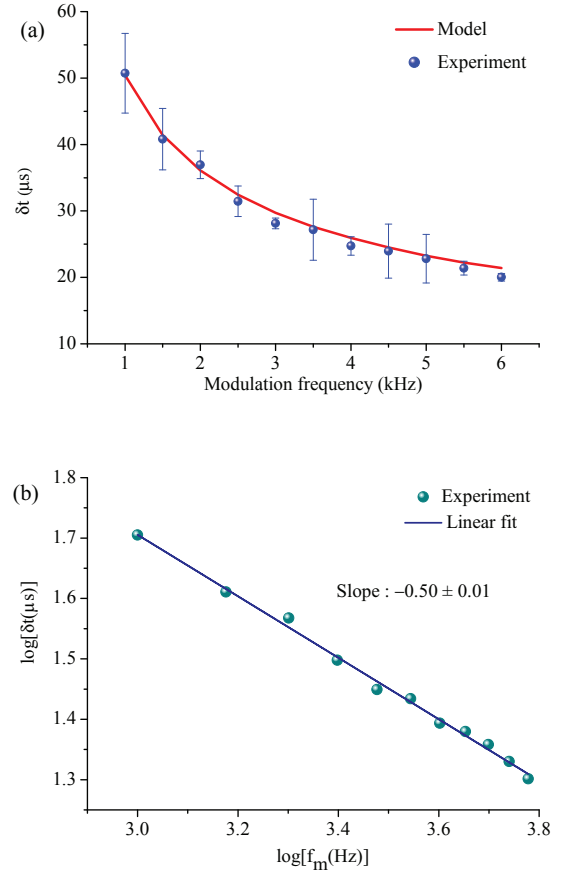 (a)
60
50
40
30
20
10
δt (μs)
Model
Experiment
1 2 3 4 5 6
Modulation frequency (kHz)
(b)
1.8
1.7
1.6
1.5
1.4
1.3
log[δt(μs)]
Experiment
Linear fit
Slope : −0.50 ± 0.01
3.0 3.2 3.4 3.6 3.8
log[fm(Hz)]